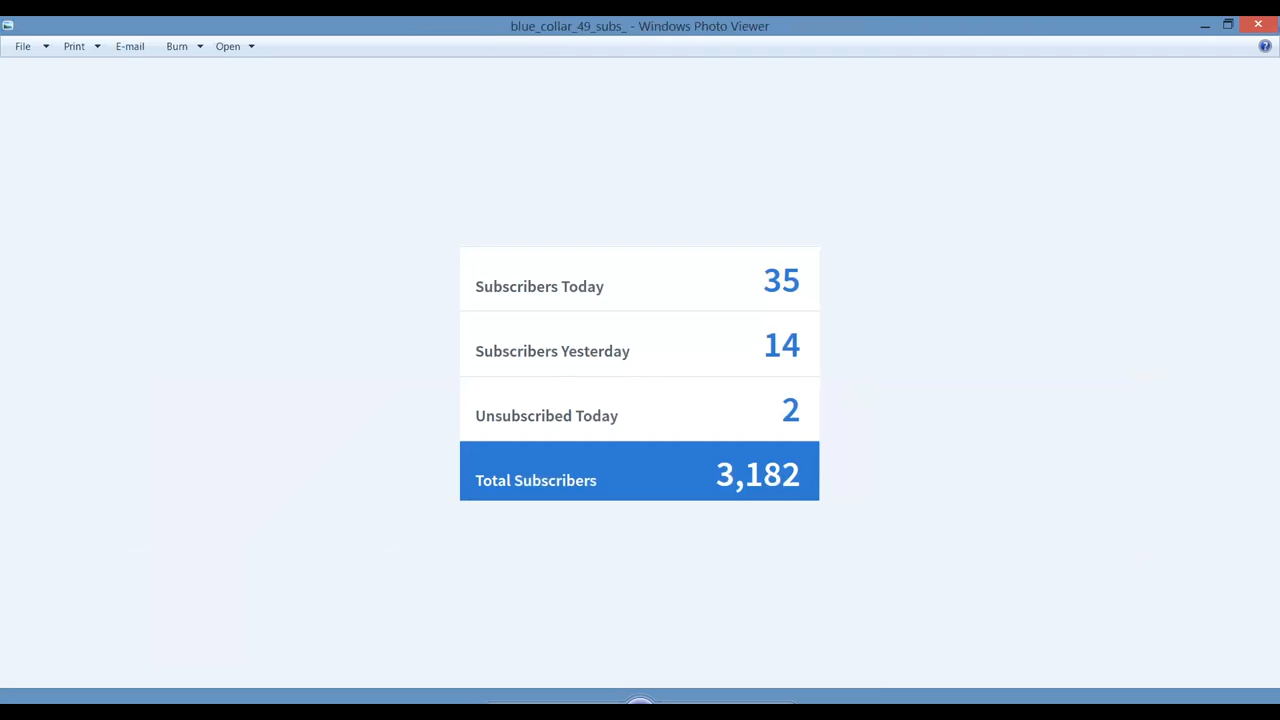 blue_collar_49_subs_ - Windows Photo Viewer
File Print E-mail Burn Open
Subscribers Today 35
Subscribers Yesterday 14
Unsubscribed Today 2
Total Subscribers 3,182